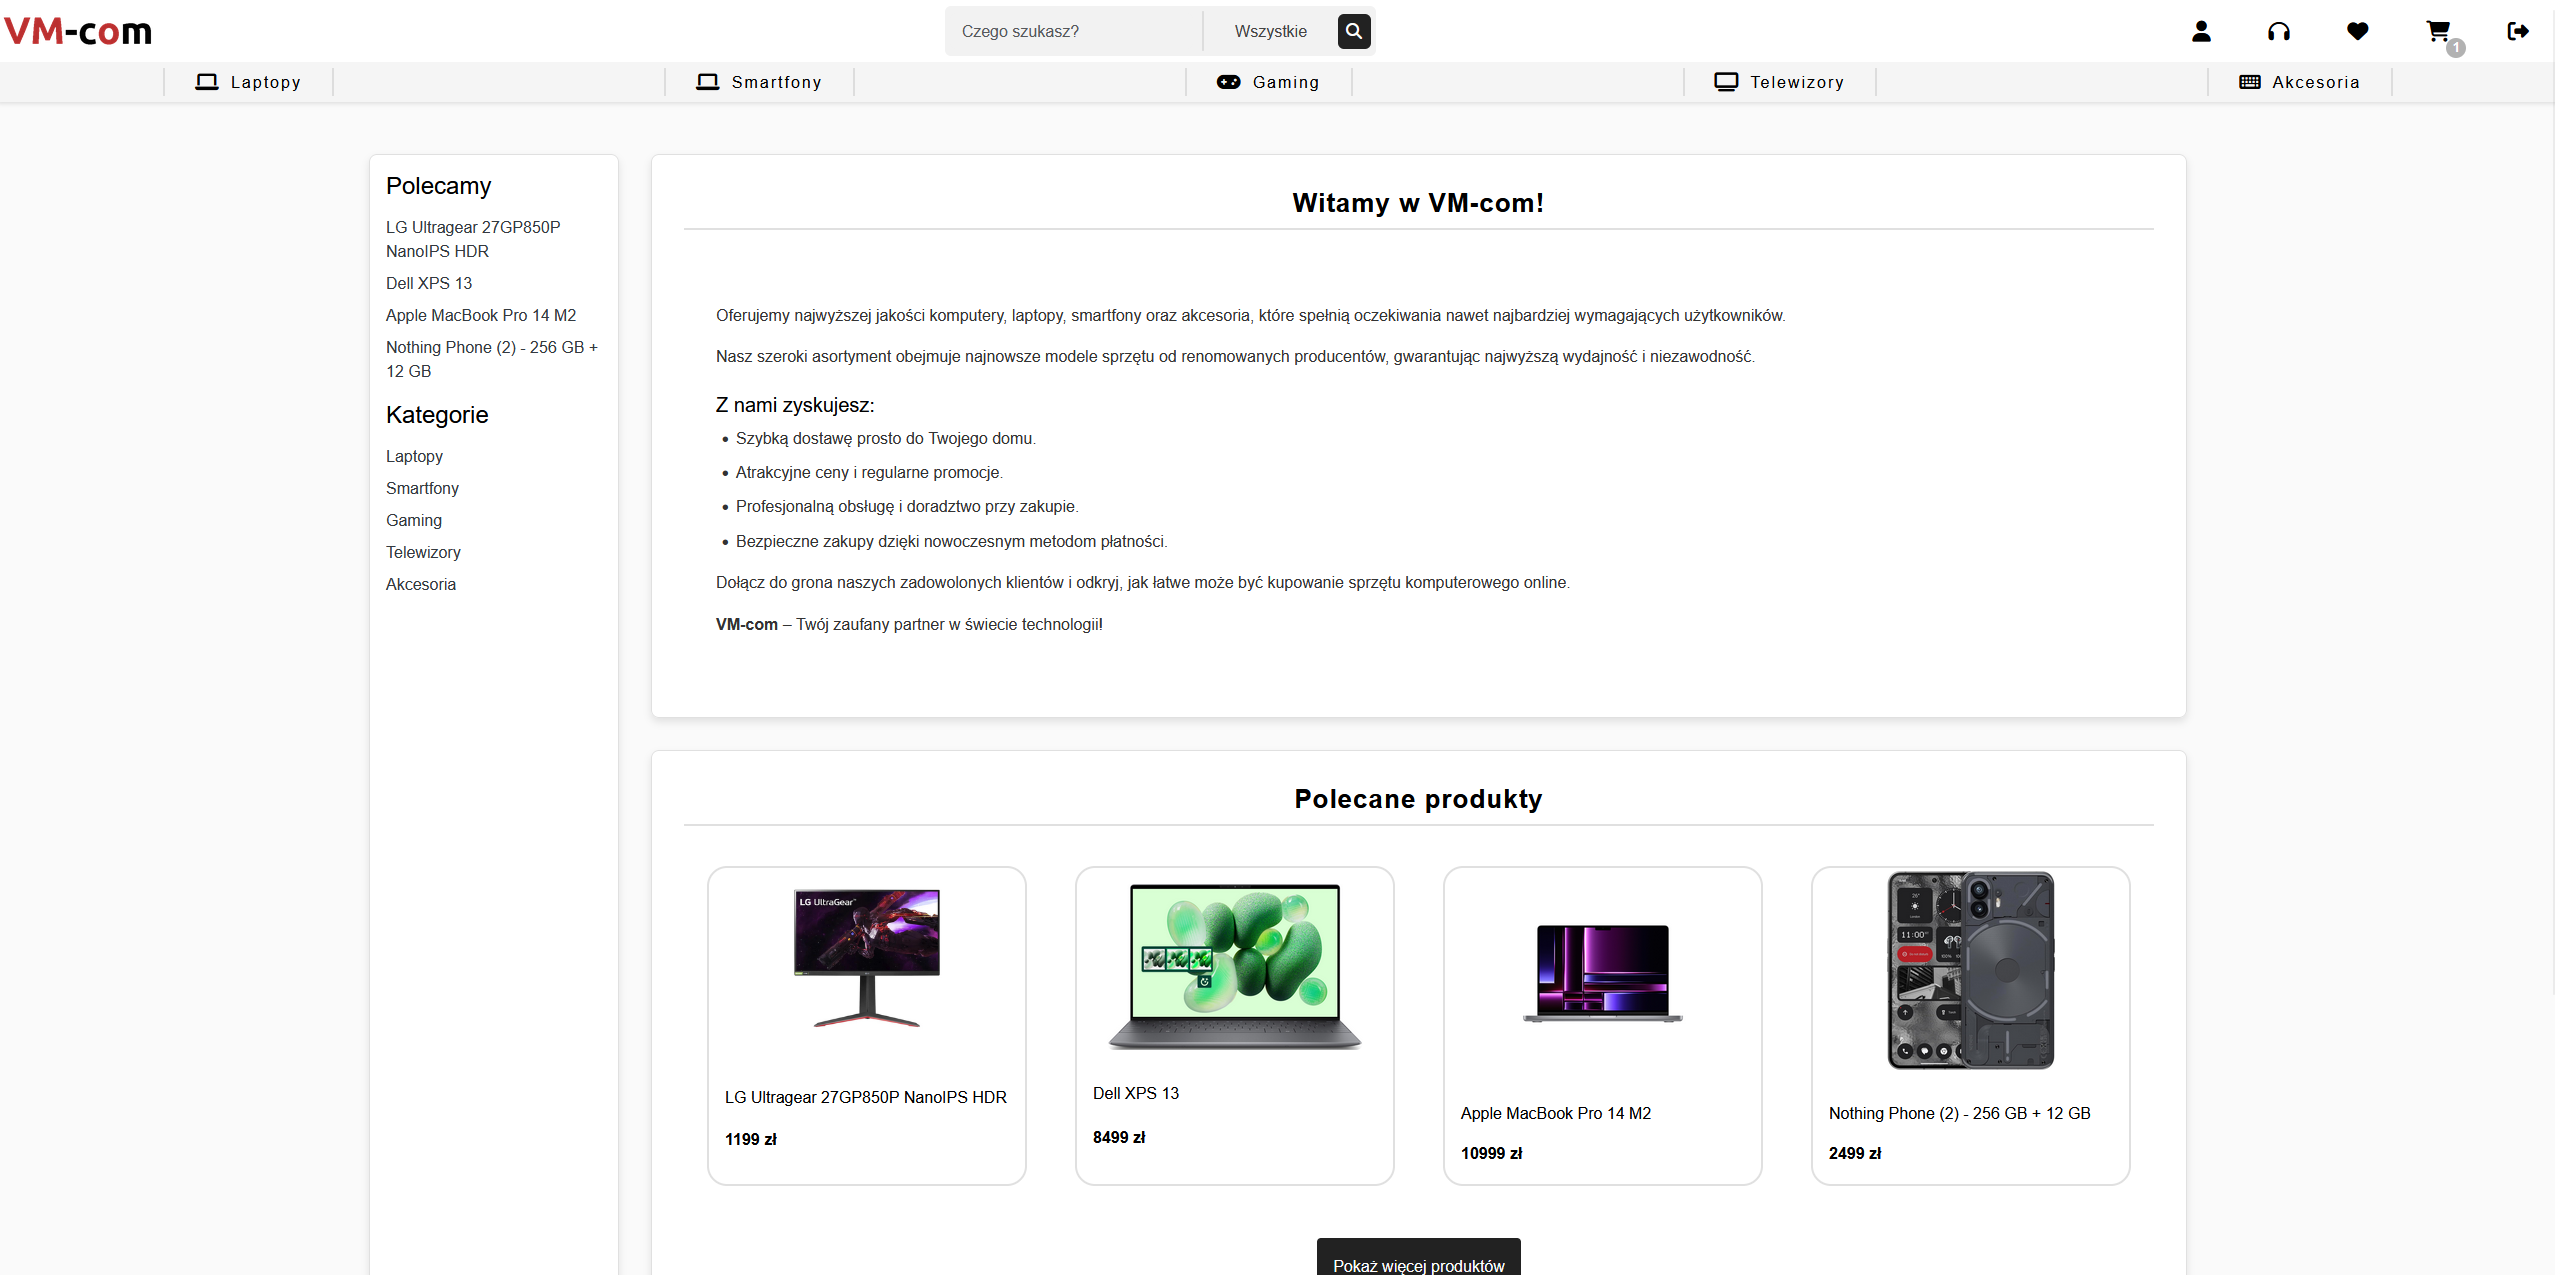 VM-com
Czego szukasz?
Wszystkie
1
Laptopy
Smartfony
Gaming
Telewizory
Akcesoria
Polecamy
LG Ultragear 27GP850P
NanoIPS HDR
Dell XPS 13
Apple MacBook Pro 14 M2
Nothing Phone (2) - 256 GB +
12 GB
Kategorie
Laptopy
Smartfony
Gaming
Telewizory
Akcesoria
Witamy w VM-com!
Oferujemy najwyższej jakości komputery, laptopy, smartfony oraz akcesoria, które spełnią oczekiwania nawet najbardziej wymagających użytkowników.
Nasz szeroki asortyment obejmuje najnowsze modele sprzętu od renomowanych producentów, gwarantując najwyższą wydajność i niezawodność.
Z nami zyskujesz:
• Szybką dostawę prosto do Twojego domu.
• Atrakcyjne ceny i regularne promocje.
• Profesjonalną obsługę i doradztwo przy zakupie.
• Bezpieczne zakupy dzięki nowoczesnym metodom płatności.
Dołącz do grona naszych zadowolonych klientów i odkryj, jak łatwe może być kupowanie sprzętu komputerowego online.
VM-com – Twój zaufany partner w świecie technologii!
Polecane produkty
LG UltraGear™
LG Ultragear 27GP850P NanoIPS HDR
1199 zł
Dell XPS 13
8499 zł
Apple MacBook Pro 14 M2
10999 zł
11:00
Nothing Phone (2) - 256 GB + 12 GB
2499 zł
Pokaż więcej produktów